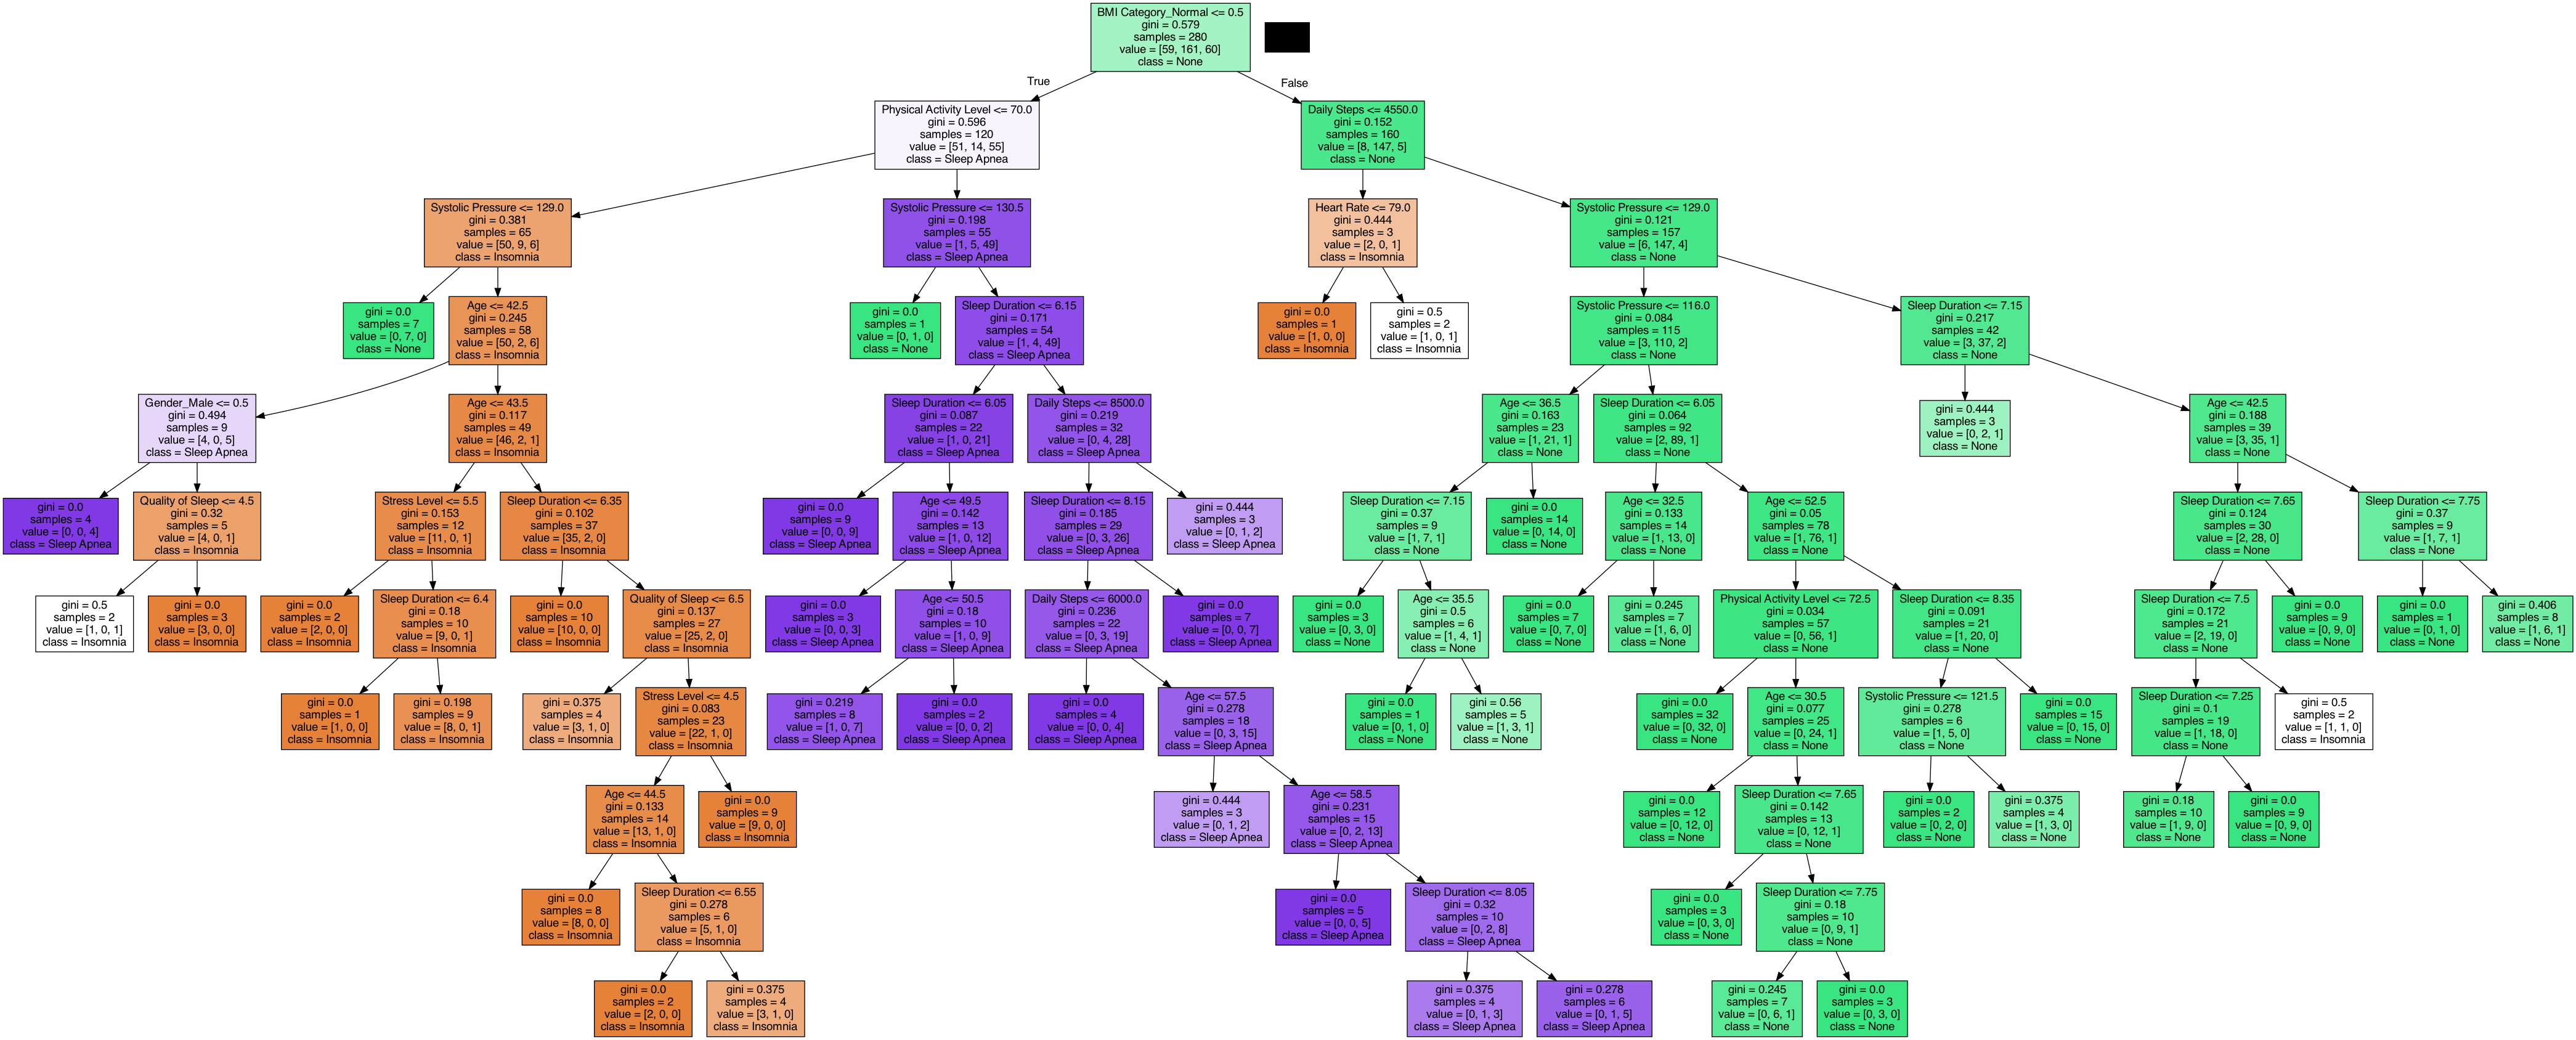 BMI Category_Normal <= 0.5
gini = 0.579
samples = 280
value = [59, 161, 60]
class = None
True
False
Physical Activity Level <= 70.0
gini = 0.596
samples = 120
value = [51, 14, 55]
class = Sleep Apnea
Daily Steps <= 4550.0
gini = 0.152
samples = 160
value = [8, 147, 5]
class = None
Systolic Pressure <= 129.0
gini = 0.381
samples = 65
value = [50, 9, 6]
class = Insomnia
Systolic Pressure <= 130.5
gini = 0.198
samples = 55
value = [1, 5, 49]
class = Sleep Apnea
Heart Rate <= 79.0
gini = 0.444
samples = 3
value = [2, 0, 1]
class = Insomnia
Systolic Pressure <= 129.0
gini = 0.121
samples = 157
value = [6, 147, 4]
class = None
gini = 0.0
samples = 7
value = [0, 7, 0]
class = None
Age <= 42.5
gini = 0.245
samples = 58
value = [50, 2, 6]
class = Insomnia
gini = 0.0
samples = 1
value = [0, 1, 0]
class = None
Sleep Duration <= 6.15
gini = 0.171
samples = 54
value = [1, 4, 49]
class = Sleep Apnea
gini = 0.0
samples = 1
value = [1, 0, 0]
class = Insomnia
gini = 0.5
samples = 2
value = [1, 0, 1]
class = Insomnia
Systolic Pressure <= 116.0
gini = 0.084
samples = 115
value = [3, 110, 2]
class = None
Sleep Duration <= 7.15
gini = 0.217
samples = 42
value = [3, 37, 2]
class = None
Gender_Male <= 0.5
gini = 0.494
samples = 9
value = [4, 0, 5]
class = Sleep Apnea
Age <= 43.5
gini = 0.117
samples = 49
value = [46, 2, 1]
class = Insomnia
Sleep Duration <= 6.05
gini = 0.087
samples = 22
value = [1, 0, 21]
class = Sleep Apnea
Daily Steps <= 8500.0
gini = 0.219
samples = 32
value = [0, 4, 28]
class = Sleep Apnea
Age <= 36.5
gini = 0.163
samples = 23
value = [1, 21, 1]
class = None
Sleep Duration <= 6.05
gini = 0.064
samples = 92
value = [2, 89, 1]
class = None
gini = 0.444
samples = 3
value = [0, 2, 1]
class = None
Age <= 42.5
gini = 0.188
samples = 39
value = [3, 35, 1]
class = None
gini = 0.0
samples = 4
value = [0, 0, 4]
class = Sleep Apnea
Quality of Sleep <= 4.5
gini = 0.32
samples = 5
value = [4, 0, 1]
class = Insomnia
Stress Level <= 5.5
gini = 0.153
samples = 12
value = [11, 0, 1]
class = Insomnia
Sleep Duration <= 6.35
gini = 0.102
samples = 37
value = [35, 2, 0]
class = Insomnia
gini = 0.0
samples = 9
value = [0, 0, 9]
class = Sleep Apnea
Age <= 49.5
gini = 0.142
samples = 13
value = [1, 0, 12]
class = Sleep Apnea
Sleep Duration <= 8.15
gini = 0.185
samples = 29
value = [0, 3, 26]
class = Sleep Apnea
gini = 0.444
samples = 3
value = [0, 1, 2]
class = Sleep Apnea
Sleep Duration <= 7.15
gini = 0.37
samples = 9
value = [1, 7, 1]
class = None
gini = 0.0
samples = 14
value = [0, 14, 0]
class = None
Age <= 32.5
gini = 0.133
samples = 14
value = [1, 13, 0]
class = None
Age <= 52.5
gini = 0.05
samples = 78
value = [1, 76, 1]
class = None
Sleep Duration <= 7.65
gini = 0.124
samples = 30
value = [2, 28, 0]
class = None
Sleep Duration <= 7.75
gini = 0.37
samples = 9
value = [1, 7, 1]
class = None
gini = 0.5
samples = 2
value = [1, 0, 1]
class = Insomnia
gini = 0.0
samples = 3
value = [3, 0, 0]
class = Insomnia
gini = 0.0
samples = 2
value = [2, 0, 0]
class = Insomnia
Sleep Duration <= 6.4
gini = 0.18
samples = 10
value = [9, 0, 1]
class = Insomnia
gini = 0.0
samples = 10
value = [10, 0, 0]
class = Insomnia
Quality of Sleep <= 6.5
gini = 0.137
samples = 27
value = [25, 2, 0]
class = Insomnia
gini = 0.0
samples = 3
value = [0, 0, 3]
class = Sleep Apnea
Age <= 50.5
gini = 0.18
samples = 10
value = [1, 0, 9]
class = Sleep Apnea
Daily Steps <= 6000.0
gini = 0.236
samples = 22
value = [0, 3, 19]
class = Sleep Apnea
gini = 0.0
samples = 7
value = [0, 0, 7]
class = Sleep Apnea
gini = 0.0
samples = 3
value = [0, 3, 0]
class = None
Age <= 35.5
gini = 0.5
samples = 6
value = [1, 4, 1]
class = None
gini = 0.0
samples = 7
value = [0, 7, 0]
class = None
gini = 0.245
samples = 7
value = [1, 6, 0]
class = None
Physical Activity Level <= 72.5
gini = 0.034
samples = 57
value = [0, 56, 1]
class = None
Sleep Duration <= 8.35
gini = 0.091
samples = 21
value = [1, 20, 0]
class = None
Sleep Duration <= 7.5
gini = 0.172
samples = 21
value = [2, 19, 0]
class = None
gini = 0.0
samples = 9
value = [0, 9, 0]
class = None
gini = 0.0
samples = 1
value = [0, 1, 0]
class = None
gini = 0.406
samples = 8
value = [1, 6, 1]
class = None
gini = 0.0
samples = 1
value = [1, 0, 0]
class = Insomnia
gini = 0.198
samples = 9
value = [8, 0, 1]
class = Insomnia
gini = 0.375
samples = 4
value = [3, 1, 0]
class = Insomnia
Stress Level <= 4.5
gini = 0.083
samples = 23
value = [22, 1, 0]
class = Insomnia
gini = 0.219
samples = 8
value = [1, 0, 7]
class = Sleep Apnea
gini = 0.0
samples = 2
value = [0, 0, 2]
class = Sleep Apnea
gini = 0.0
samples = 4
value = [0, 0, 4]
class = Sleep Apnea
Age <= 57.5
gini = 0.278
samples = 18
value = [0, 3, 15]
class = Sleep Apnea
gini = 0.0
samples = 1
value = [0, 1, 0]
class = None
gini = 0.56
samples = 5
value = [1, 3, 1]
class = None
gini = 0.0
samples = 32
value = [0, 32, 0]
class = None
Age <= 30.5
gini = 0.077
samples = 25
value = [0, 24, 1]
class = None
Systolic Pressure <= 121.5
gini = 0.278
samples = 6
value = [1, 5, 0]
class = None
gini = 0.0
samples = 15
value = [0, 15, 0]
class = None
Sleep Duration <= 7.25
gini = 0.1
samples = 19
value = [1, 18, 0]
class = None
gini = 0.5
samples = 2
value = [1, 1, 0]
class = Insomnia
Age <= 44.5
gini = 0.133
samples = 14
value = [13, 1, 0]
class = Insomnia
gini = 0.0
samples = 9
value = [9, 0, 0]
class = Insomnia
gini = 0.444
samples = 3
value = [0, 1, 2]
class = Sleep Apnea
Age <= 58.5
gini = 0.231
samples = 15
value = [0, 2, 13]
class = Sleep Apnea
gini = 0.0
samples = 12
value = [0, 12, 0]
class = None
Sleep Duration <= 7.65
gini = 0.142
samples = 13
value = [0, 12, 1]
class = None
gini = 0.0
samples = 2
value = [0, 2, 0]
class = None
gini = 0.375
samples = 4
value = [1, 3, 0]
class = None
gini = 0.18
samples = 10
value = [1, 9, 0]
class = None
gini = 0.0
samples = 9
value = [0, 9, 0]
class = None
gini = 0.0
samples = 8
value = [8, 0, 0]
class = Insomnia
Sleep Duration <= 6.55
gini = 0.278
samples = 6
value = [5, 1, 0]
class = Insomnia
gini = 0.0
samples = 5
value = [0, 0, 5]
class = Sleep Apnea
Sleep Duration <= 8.05
gini = 0.32
samples = 10
value = [0, 2, 8]
class = Sleep Apnea
gini = 0.0
samples = 3
value = [0, 3, 0]
class = None
Sleep Duration <= 7.75
gini = 0.18
samples = 10
value = [0, 9, 1]
class = None
gini = 0.0
samples = 2
value = [2, 0, 0]
class = Insomnia
gini = 0.375
samples = 4
value = [3, 1, 0]
class = Insomnia
gini = 0.375
samples = 4
value = [0, 1, 3]
class = Sleep Apnea
gini = 0.278
samples = 6
value = [0, 1, 5]
class = Sleep Apnea
gini = 0.245
samples = 7
value = [0, 6, 1]
class = None
gini = 0.0
samples = 3
value = [0, 3, 0]
class = None